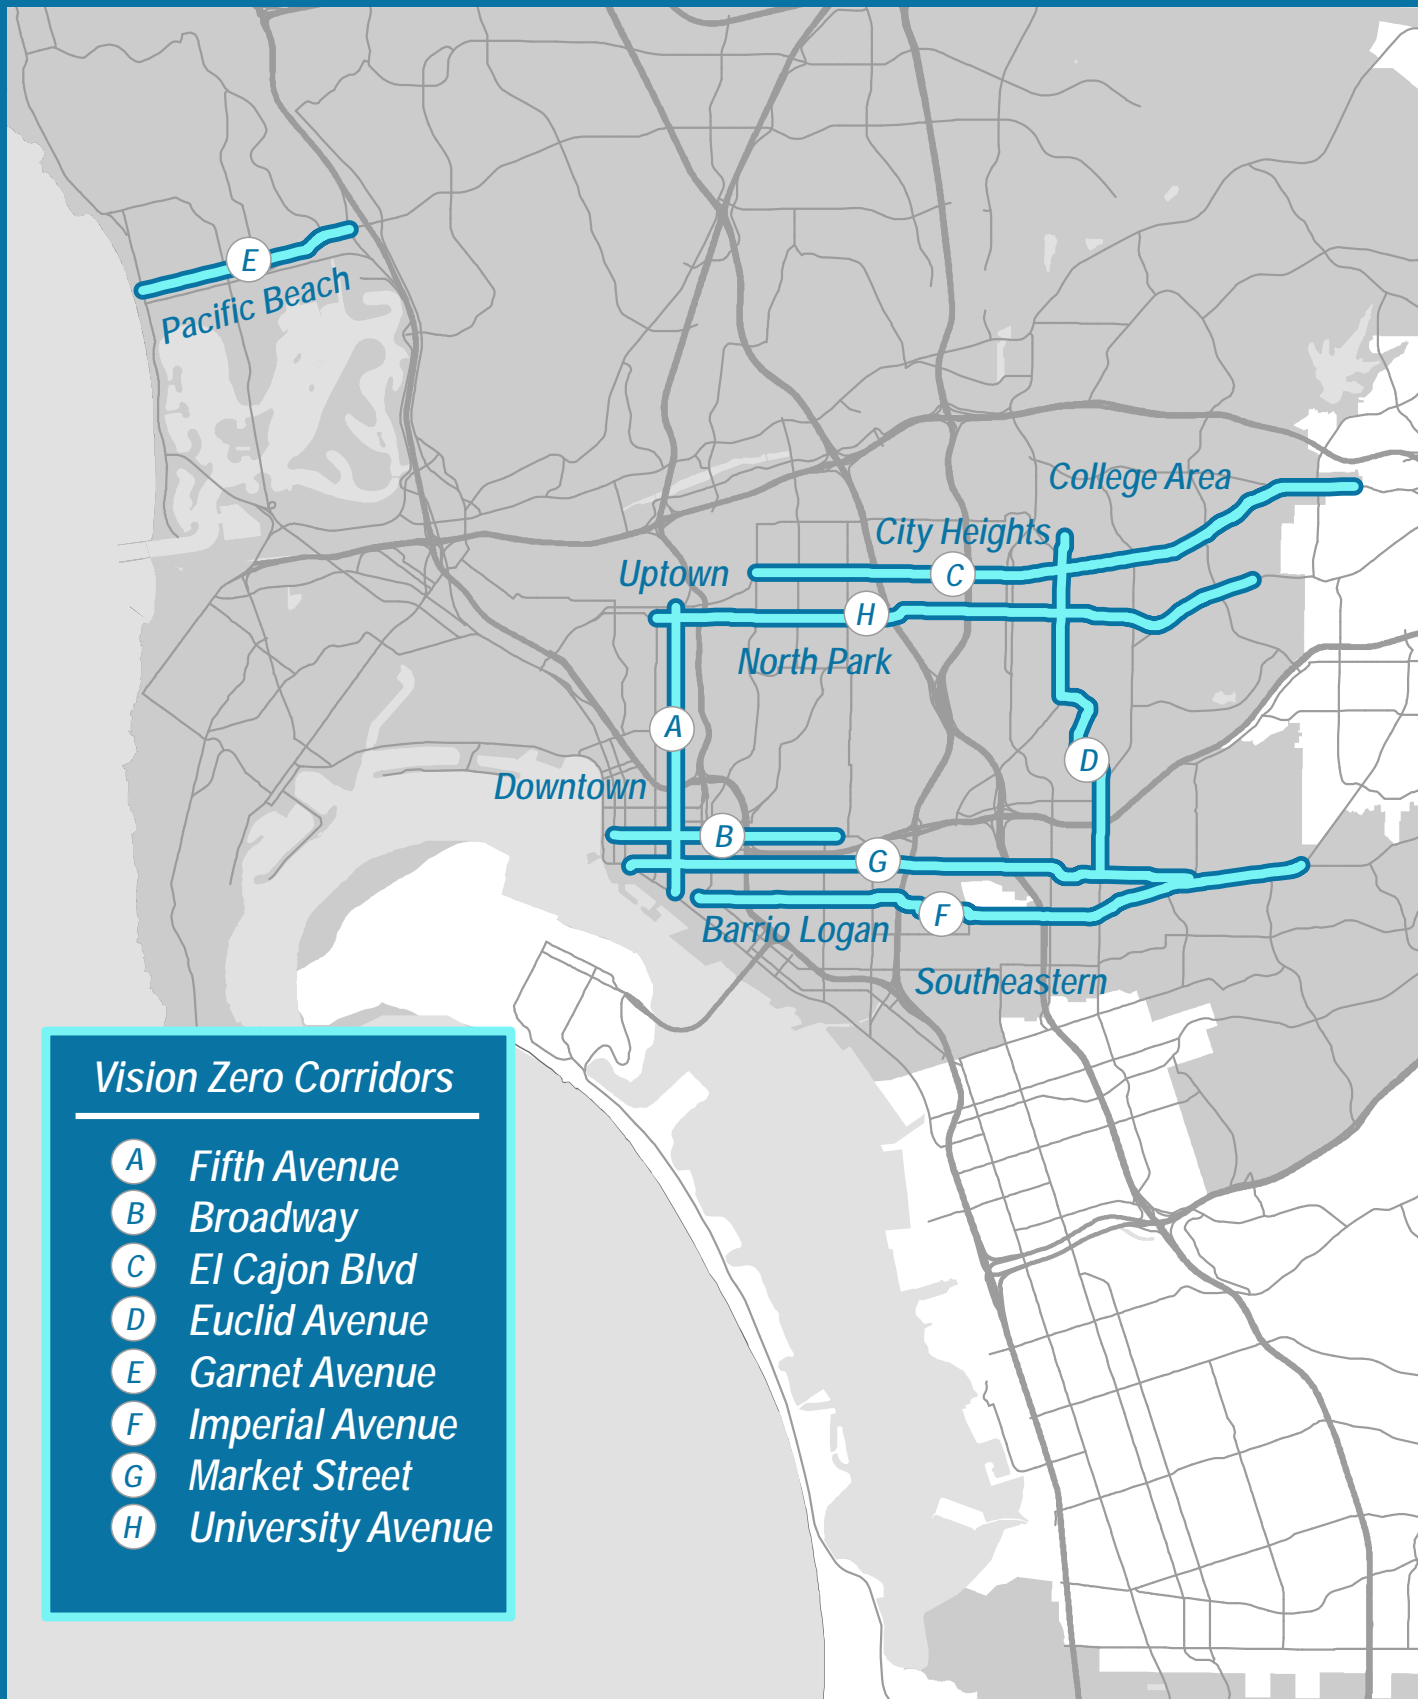 E
Pacific Beach
College Area
City Heights
Uptown
C
H
North Park
A
D
Downtown
B
G
F
Barrio Logan
Southeastern
Vision Zero Corridors
A Fifth Avenue
B Broadway
C El Cajon Blvd
D Euclid Avenue
E Garnet Avenue
F Imperial Avenue
G Market Street
H University Avenue